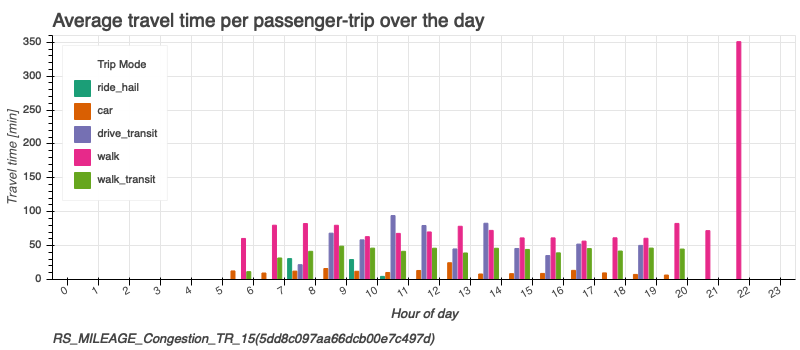 Average travel time per passenger-trip over the day
Travel time [min]
350
300
250
200
150
100
50
0
Trip Mode
ride_hail
car
drive_transit
walk
walk_transit
0 1 2 3 4 5 6 7 8 9 10 11 12 13 14 15 16 17 18 19 20 21 22 23
Hour of day
RS_MILEAGE_Congestion_TR_15(5dd8c097aa66dcb00e7c497d)